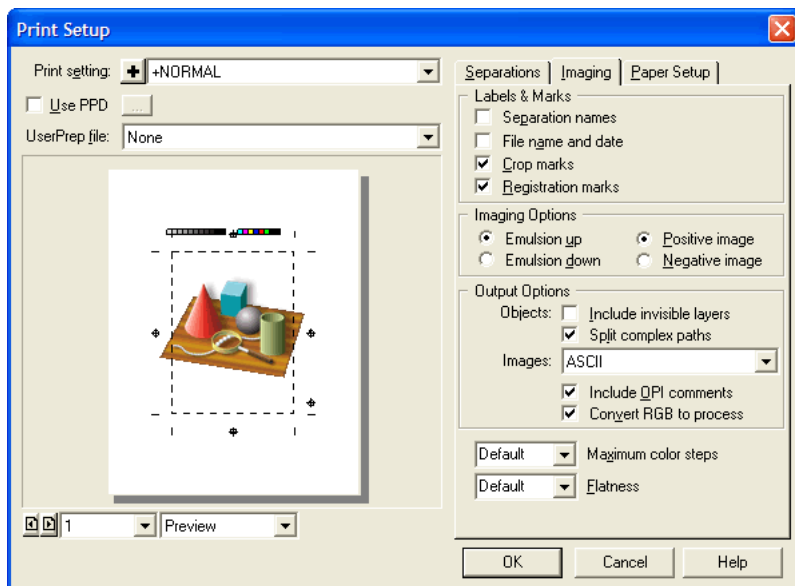 Print Setup
Print setting: +NORMAL
Use PPD ...
UserPrep file: None
1 Preview
Separations Imaging Paper Setup
Labels & Marks
Separation names
File name and date
Crop marks
Registration marks
Imaging Options
Emulsion up Positive image
Emulsion down Negative image
Output Options
Objects: Include invisible layers
Split complex paths
Images: ASCII
Include OPI comments
Convert RGB to process
Default Maximum color steps
Default Flatness
OK Cancel Help